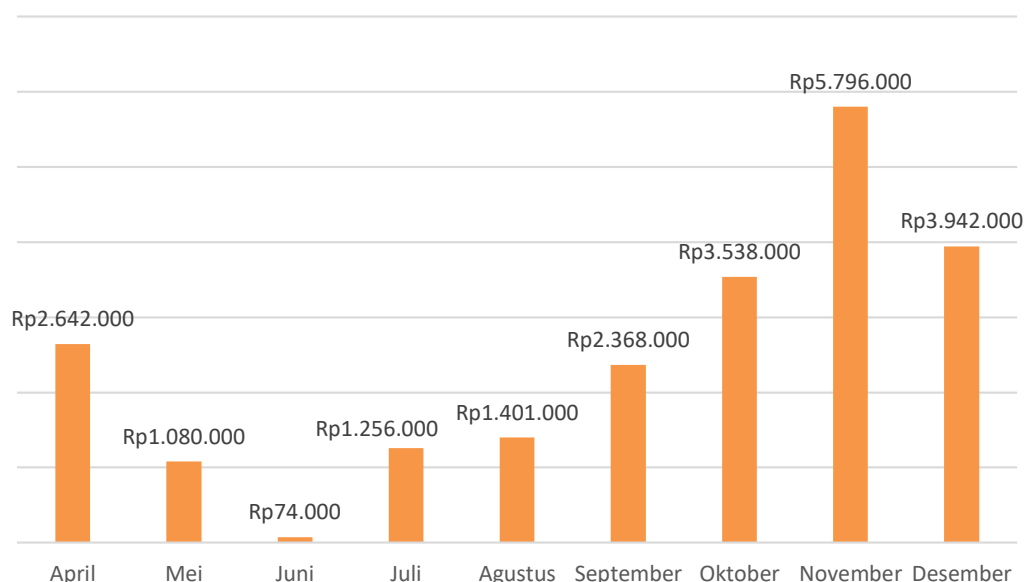 Rp5.796.000
Rp3.942.000
Rp3.538.000
Rp2.642.000
Rp2.368.000
Rp1.401.000
Rp1.256.000
Rp1.080.000
Rp74.000
April Mei Juni Juli Agustus September Oktober November Desember